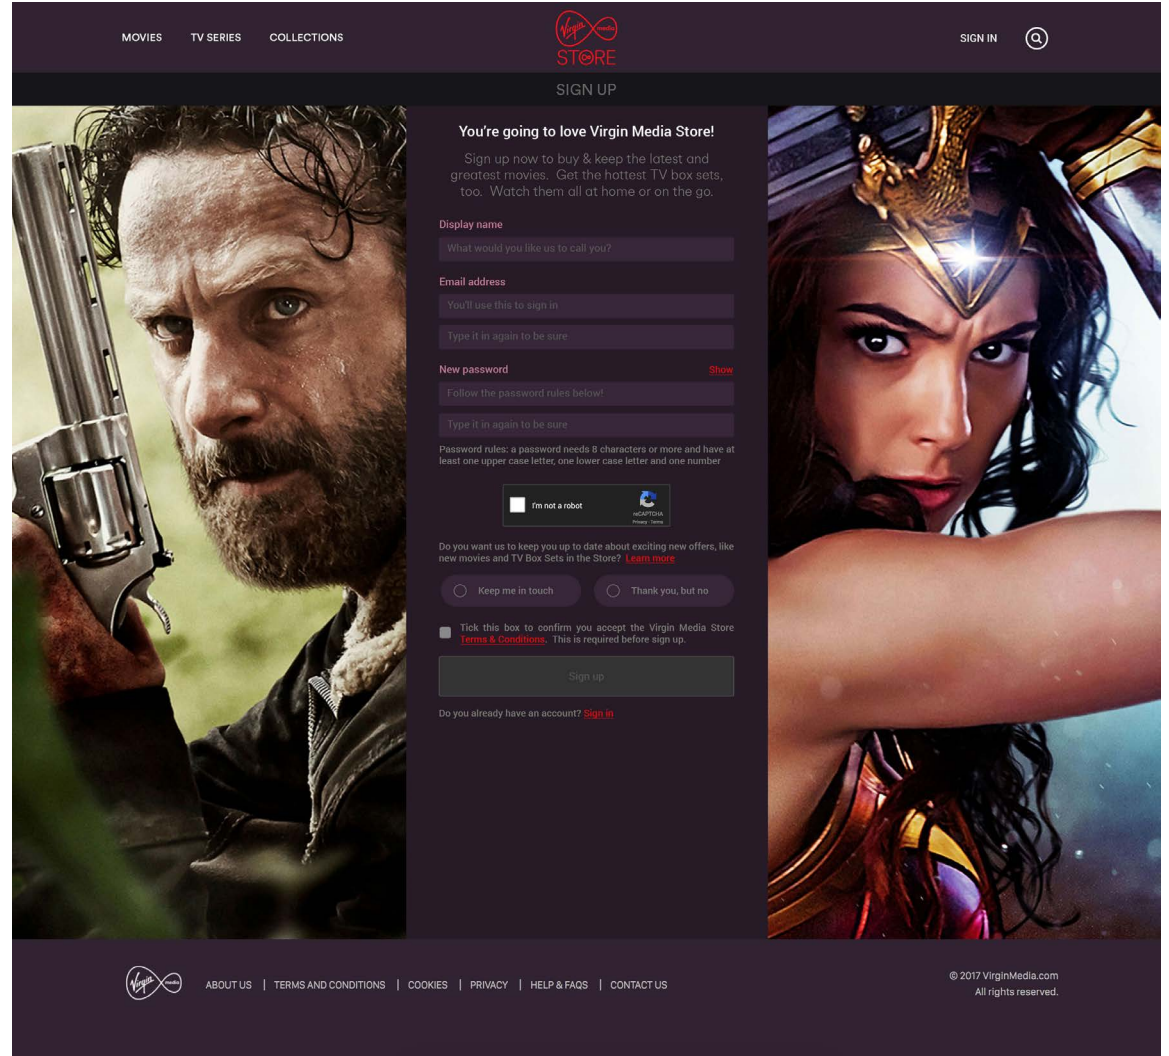 MOVIES TV SERIES COLLECTIONS
Virgin media
STORE
SIGN IN
SIGN UP
You're going to love Virgin Media Store!
Sign up now to buy & keep the latest and
greatest movies. Get the hottest TV box sets,
too. Watch them all at home or on the go.
Display name
What would you like us to call you?
Email address
You'll use this to sign in
Type it in again to be sure
New password Show
Follow the password rules below!
Type it in again to be sure
Password rules: a password needs 8 characters or more and have at
least one upper case letter, one lower case letter and one number
I'm not a robot
reCAPTCHA
Privacy - Terms
Do you want us to keep you up to date about exciting new offers, like
new movies and TV Box Sets in the Store? Learn more
Keep me in touch Thank you, but no
Tick this box to confirm you accept the Virgin Media Store
Terms & Conditions. This is required before sign up.
Sign up
Do you already have an account? Sign in
Virgin media
ABOUT US | TERMS AND CONDITIONS | COOKIES | PRIVACY | HELP & FAQS | CONTACT US
© 2017 VirginMedia.com
All rights reserved.